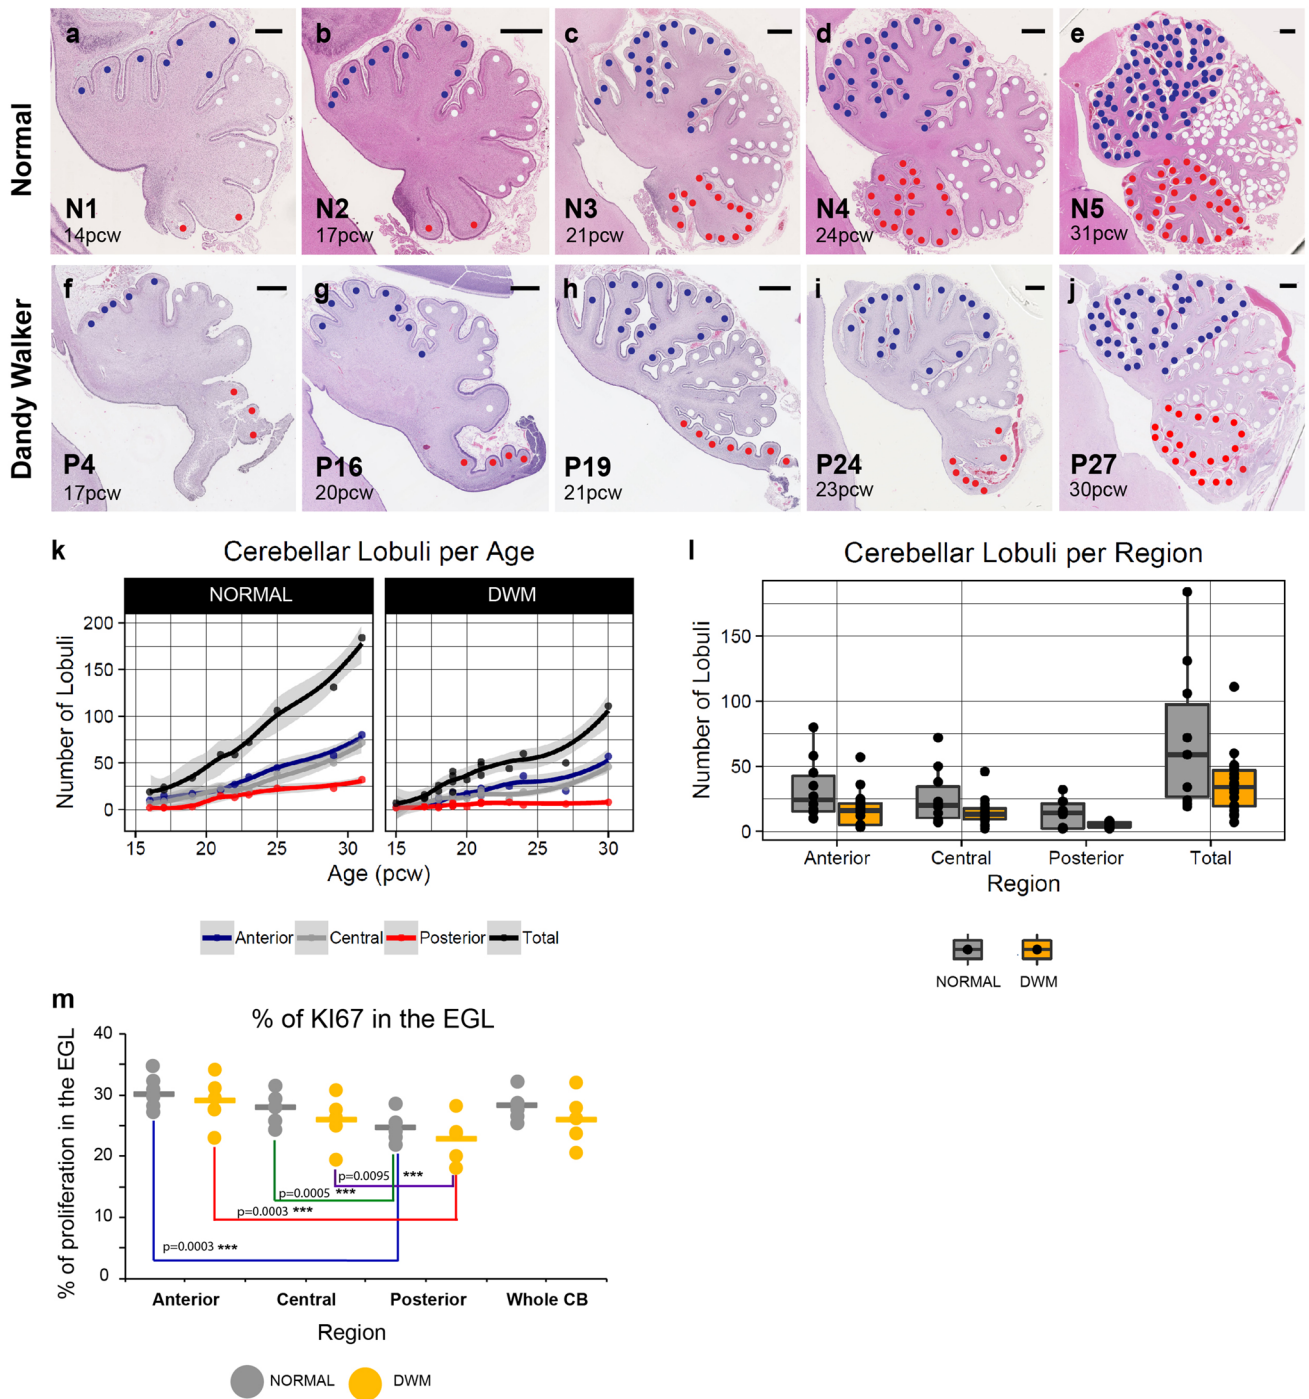 a b c d e
Normal
N1 N2 N3 N4 N5
14pcw 17pcw 21pcw 24pcw 31pcw
f g h i j
Dandy Walker
P4 P16 P19 P24 P27
17pcw 20pcw 21pcw 23pcw 30pcw
k
Cerebellar Lobuli per Age
NORMAL DWM
Number of Lobuli
200
150
100
50
0
15 20 25 30 15 20 25 30
Age (pcw)
Anterior Central Posterior Total
l
Cerebellar Lobuli per Region
Number of Lobuli
150
100
50
0
Anterior Central Posterior Total
Region
NORMAL DWM
m
% of KI67 in the EGL
% of proliferation in the EGL
40
30
20
10
0
p=0.0095 ***
p=0.0005 ***
p=0.0003 ***
p=0.0003 ***
Anterior Central Posterior Whole CB
Region
NORMAL DWM